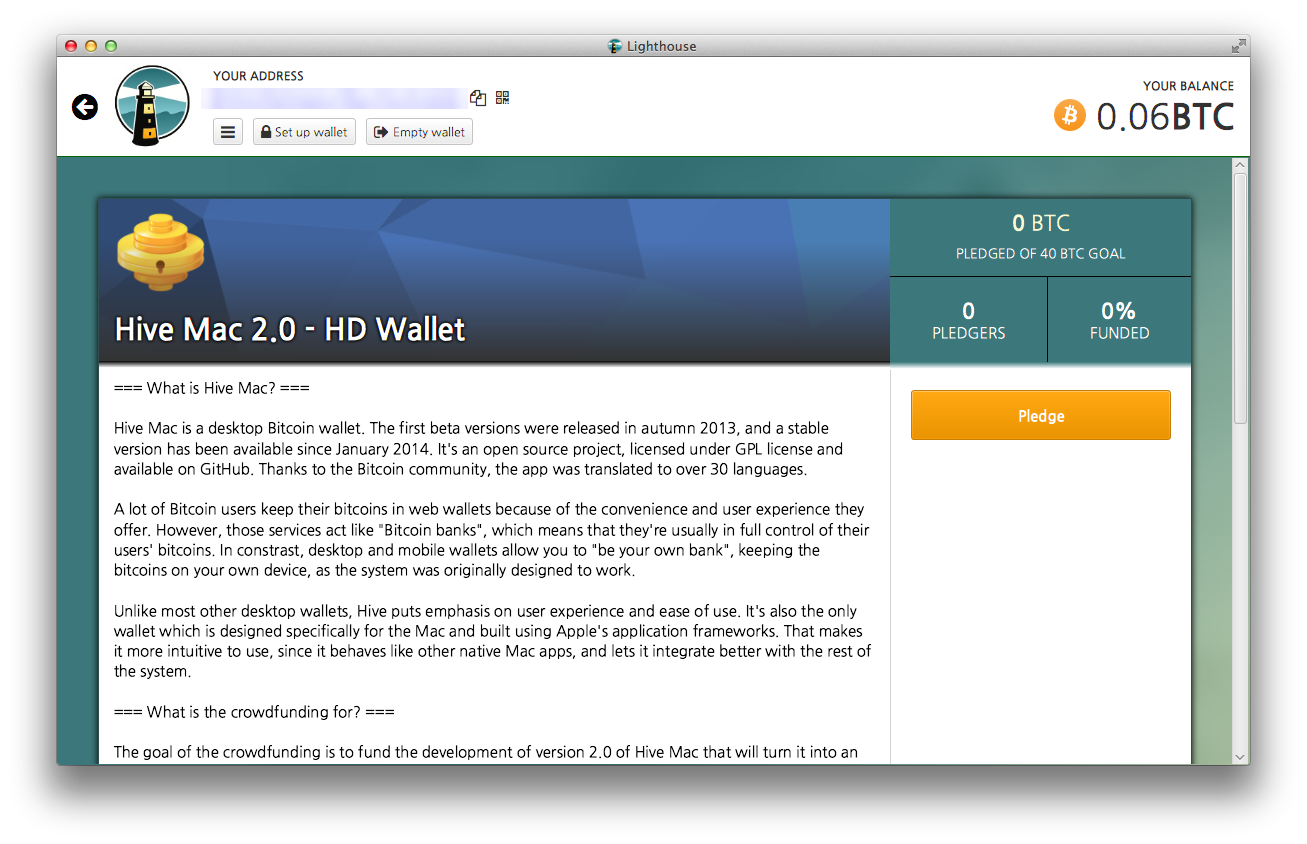 Lighthouse
YOUR ADDRESS
Set up wallet
Empty wallet
YOUR BALANCE
0.06BTC
Hive Mac 2.0 - HD Wallet
0 BTC
PLEDGED OF 40 BTC GOAL
0
PLEDGERS
0%
FUNDED
Pledge
=== What is Hive Mac? ===
Hive Mac is a desktop Bitcoin wallet. The first beta versions were released in autumn 2013, and a stable
version has been available since January 2014. It's an open source project, licensed under GPL license and
available on GitHub. Thanks to the Bitcoin community, the app was translated to over 30 languages.
A lot of Bitcoin users keep their bitcoins in web wallets because of the convenience and user experience they
offer. However, those services act like "Bitcoin banks", which means that they're usually in full control of their
users' bitcoins. In constrast, desktop and mobile wallets allow you to "be your own bank", keeping the
bitcoins on your own device, as the system was originally designed to work.
Unlike most other desktop wallets, Hive puts emphasis on user experience and ease of use. It's also the only
wallet which is designed specifically for the Mac and built using Apple's application frameworks. That makes
it more intuitive to use, since it behaves like other native Mac apps, and lets it integrate better with the rest of
the system.
=== What is the crowdfunding for? ===
The goal of the crowdfunding is to fund the development of version 2.0 of Hive Mac that will turn it into an